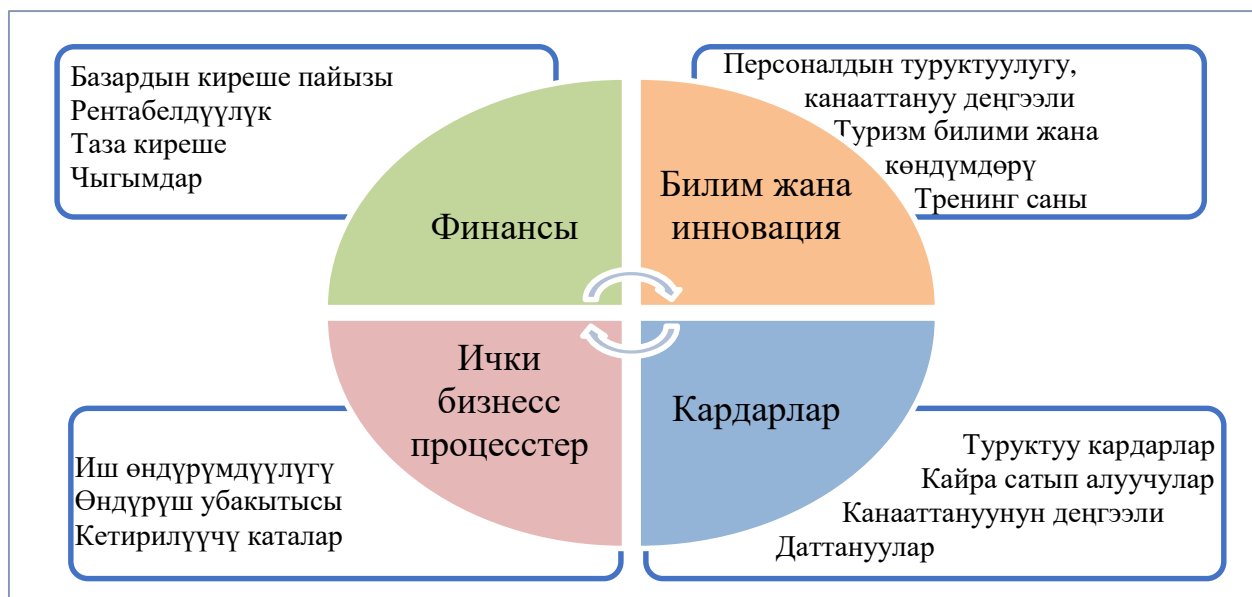 Базардын киреше пайызы
Рентабелдүүлүк
Таза киреше
Чыгымдар
Персоналдын туруктуулугу,
канааттануу деңгээли
Туризм билими жана
көндүмдөрү
Тренинг саны
Финансы
Билим жана
инновация
Ички
бизнесс
процесстер
Кардарлар
Иш өндүрүмдүүлүгү
Өндүрүш убакытысы
Кетирилүүчү каталар
Туруктуу кардарлар
Кайра сатып алуучулар
Канааттануунун деңгээли
Даттануулар